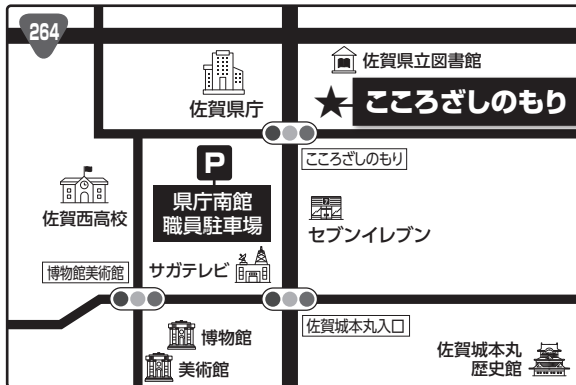 264
佐賀県立図書館
佐賀県庁
★こころざしのもり
こころざしのもり
P
県庁南館
職員駐車場
佐賀西高校
セブンイレブン
博物館美術館
サガテレビ
佐賀城本丸入口
博物館
美術館
佐賀城本丸
歴史館